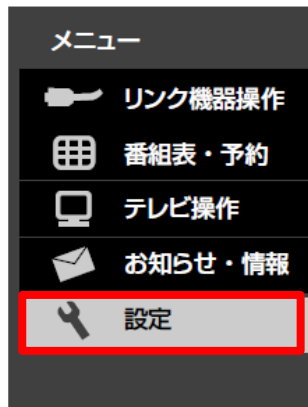 メニュー
リンク機器操作
番組表・予約
テレビ操作
お知らせ・情報
設定